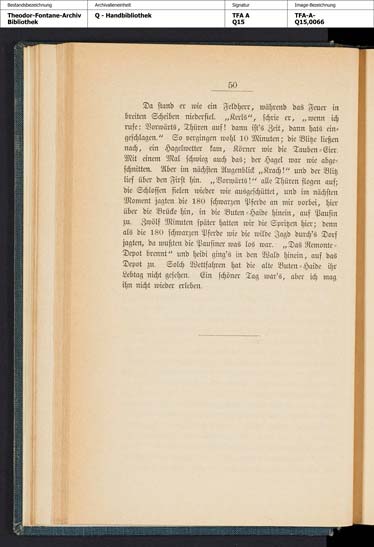 Bestandsbezeichnung
Theodor-Fontane-Archiv
Bibliothek
Archivalieneinheit
Q - Handbibliothek
Signatur
TFA A
Q15
Image-Bezeichnung
TFA-A-
Q15,0066
50
Da stand er wie ein Feldherr, während das Feuer in
breiten Scheiben niederfiel. „Kerls“, schrie er, „wenn ich
rufe: Vorwärts, Thüren auf! dann ist's Zeit, dann hats ein-
geschlagen.“ So vergingen wohl 10 Minuten; die Blitze ließen
nach, ein Hagelwetter kam, Körner wie die Tauben-Eier.
Mit einem Mal schwieg auch das; der Hagel war wie abge-
schnitten. Aber im nächsten Augenblick „Krach!“ und der Blitz
lief über den First hin. „Vorwärts!“ alle Thüren flogen auf;
die Schlossen fielen wieder wie ausgeschüttet, und im nächsten
Moment jagten die 180 schwarzen Pferde an mir vorbei, hier
über die Brücke hin, in die Buten-Haide hinein, auf Pausin
zu. Zwölf Minuten später hatten wir die Spritzen hier; denn
als die 180 schwarzen Pferde wie die wilde Jagd durch's Dorf
jagten, da wußten die Pausiner was los war. „Das Remonte-
Depot brennt“ und heidi ging's in den Wald hinein, auf das
Depot zu. Solch Wettfahren hat die alte Buten-Haide ihr
Lebtag nicht gesehen. Ein schöner Tag war's, aber ich mag
ihn nicht wieder erleben.